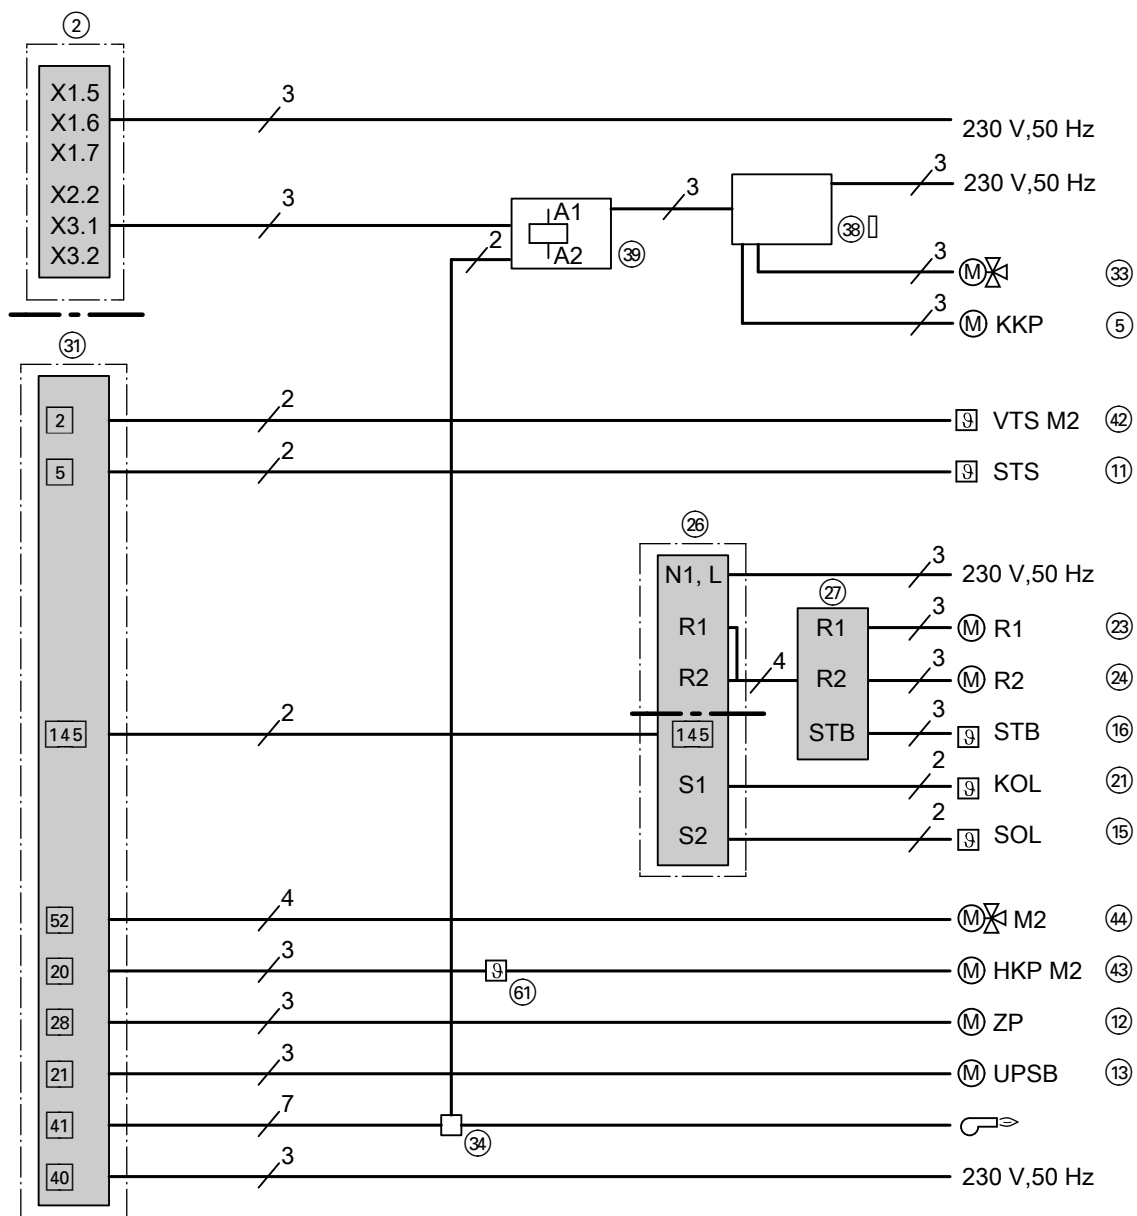 2
X1.5
3
X1.6
230 V,50 Hz
X1.7
3
230 V,50 Hz
X2.2
3
3
A1
X3.1
38
2
A2
39
X3.2
3
M
33
3
M KKP 5
31
2
2
ϑ VTS M2 42
2
5
ϑ STS 11
26
3
N1, L
230 V,50 Hz
27
3
R1
R1
M R1 23
4
3
R2
R2
M R2 24
2
3
145
145
STB
ϑ STB 16
2
S1
ϑ KOL 21
2
S2
ϑ SOL 15
4
52
M M2 44
3
20
ϑ
M HKP M2 43
61
3
28
M ZP 12
3
21
M UPSB 13
7
41
34
3
40
230 V,50 Hz